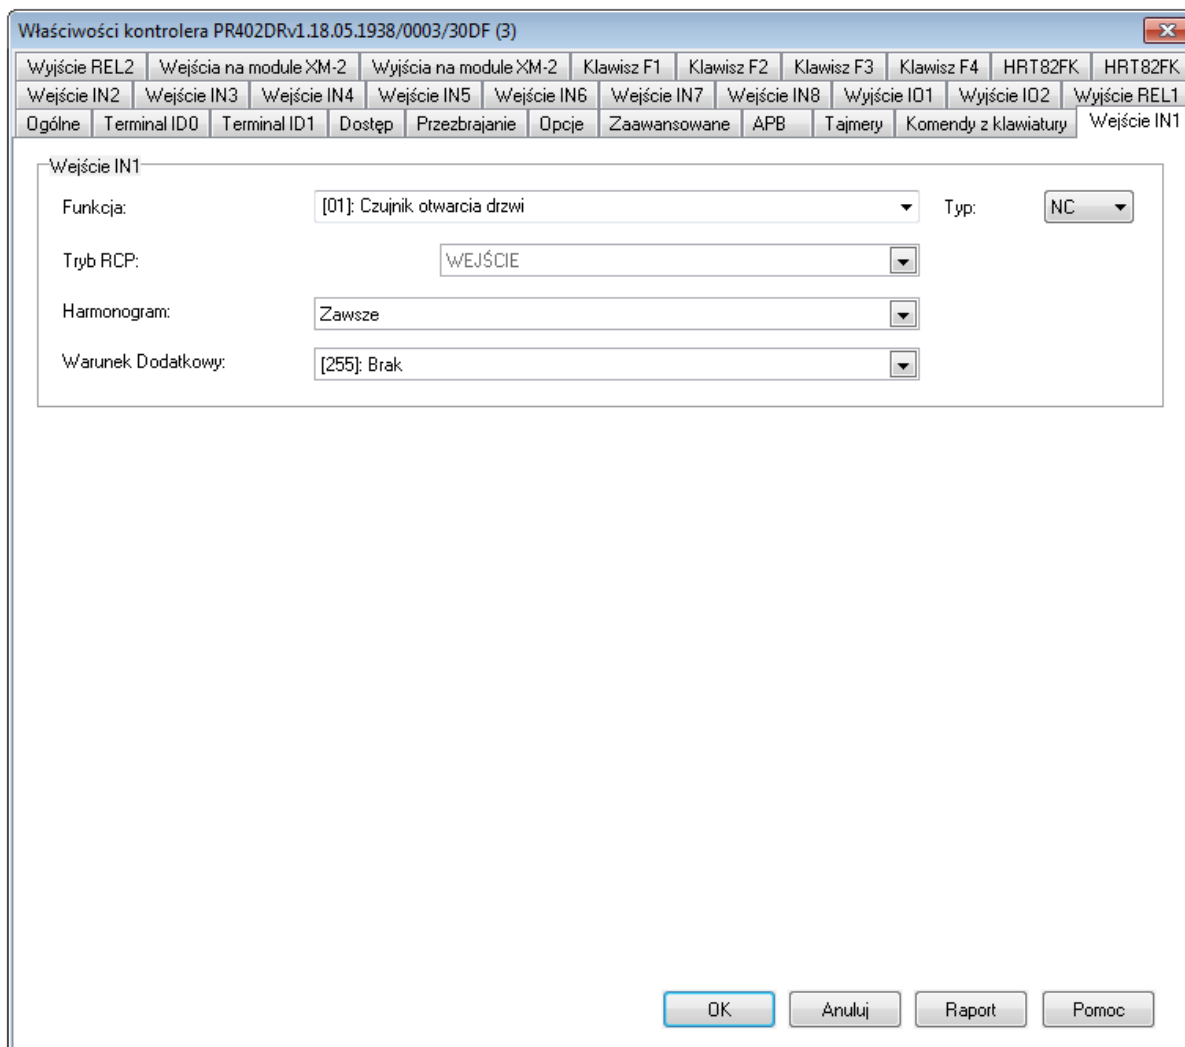 Właściwości kontrolera PR402DRv1.18.05.1938/0003/30DF (3)
Wyjście REL2 Wejścia na module XM-2 Wyjścia na module XM-2 Klawisz F1 Klawisz F2 Klawisz F3 Klawisz F4 HRT82FK HRT82FK
Wejście IN2 Wejście IN3 Wejście IN4 Wejście IN5 Wejście IN6 Wejście IN7 Wejście IN8 Wyjście IO1 Wyjście IO2 Wyjście REL1
Ogólne Terminal ID0 Terminal ID1 Dostęp Przezbrajanie Opcje Zaawansowane APB Tajmery Komendy z klawiatury Wejście IN1
Wejście IN1
Funkcja: [01]: Czujnik otwarcia drzwi Typ: NC
Tryb RCP: WEJŚCIE
Harmonogram: Zawsze
Warunek Dodatkowy: [255]: Brak
OK Anuluj Raport Pomoc